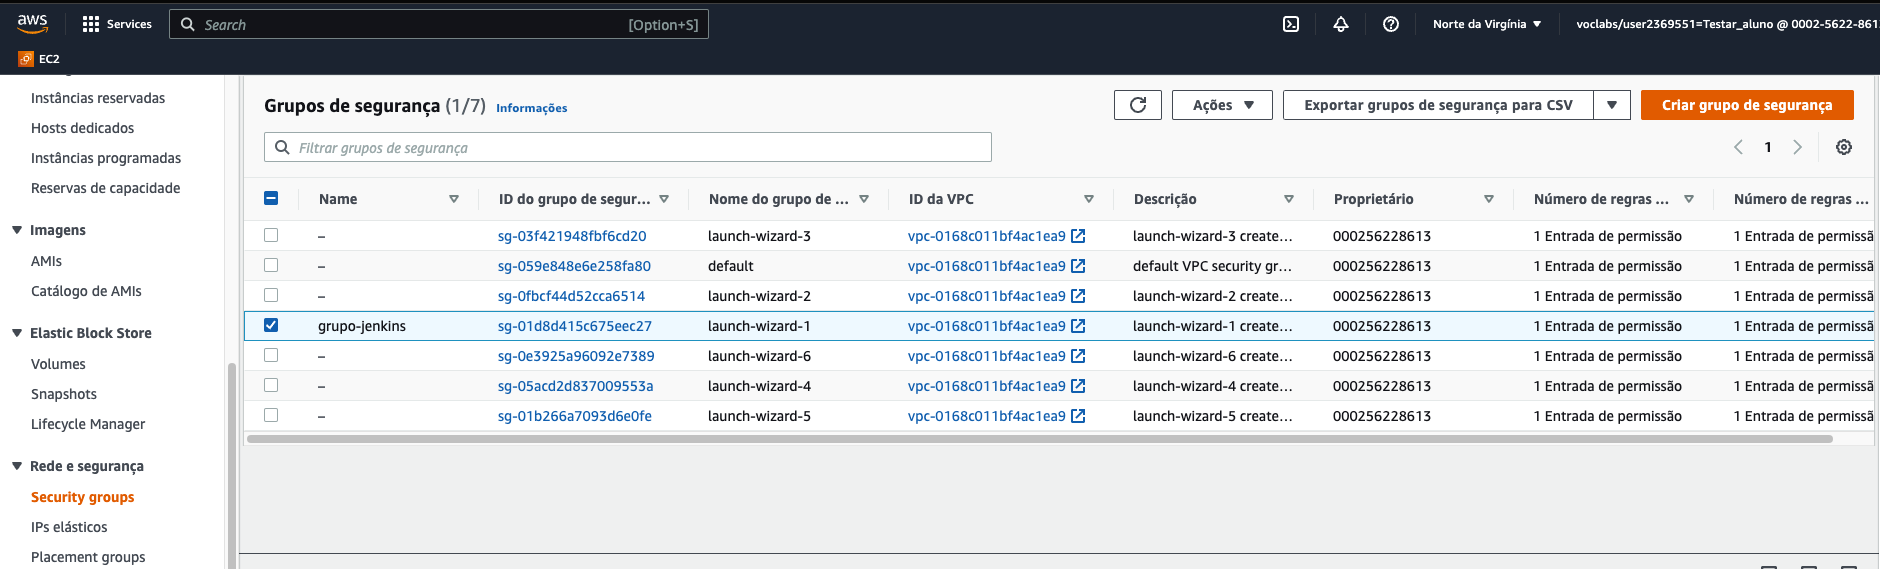 aws
Services
Search
[Option+S]
Norte da Virgínia
voclabs/user2369551=Testar_aluno @ 0002-5622-861
EC2
Instâncias reservadas
Hosts dedicados
Instâncias programadas
Reservas de capacidade
Imagens
AMIs
Catálogo de AMIs
Elastic Block Store
Volumes
Snapshots
Lifecycle Manager
Rede e segurança
Security groups
IPs elásticos
Placement groups
Grupos de segurança (1/7) Informações
Ações
Exportar grupos de segurança para CSV
Criar grupo de segurança
Filtrar grupos de segurança
1
Name ID do grupo de segur... Nome do grupo de ... ID da VPC Descrição Proprietário Número de regras ... Número de regras ...
– sg-03f421948fbf6cd20 launch-wizard-3 vpc-0168c011bf4ac1ea9 launch-wizard-3 create... 000256228613 1 Entrada de permissão 1 Entrada de permissã
– sg-059e848e6e258fa80 default vpc-0168c011bf4ac1ea9 default VPC security gr... 000256228613 1 Entrada de permissão 1 Entrada de permissã
– sg-0fbcf44d52cca6514 launch-wizard-2 vpc-0168c011bf4ac1ea9 launch-wizard-2 create... 000256228613 1 Entrada de permissão 1 Entrada de permissã
grupo-jenkins sg-01d8d415c675eec27 launch-wizard-1 vpc-0168c011bf4ac1ea9 launch-wizard-1 create... 000256228613 1 Entrada de permissão 1 Entrada de permissã
– sg-0e3925a96092e7389 launch-wizard-6 vpc-0168c011bf4ac1ea9 launch-wizard-6 create... 000256228613 1 Entrada de permissão 1 Entrada de permissã
– sg-05acd2d837009553a launch-wizard-4 vpc-0168c011bf4ac1ea9 launch-wizard-4 create... 000256228613 1 Entrada de permissão 1 Entrada de permissã
– sg-01b266a7093d6e0fe launch-wizard-5 vpc-0168c011bf4ac1ea9 launch-wizard-5 create... 000256228613 1 Entrada de permissão 1 Entrada de permissã